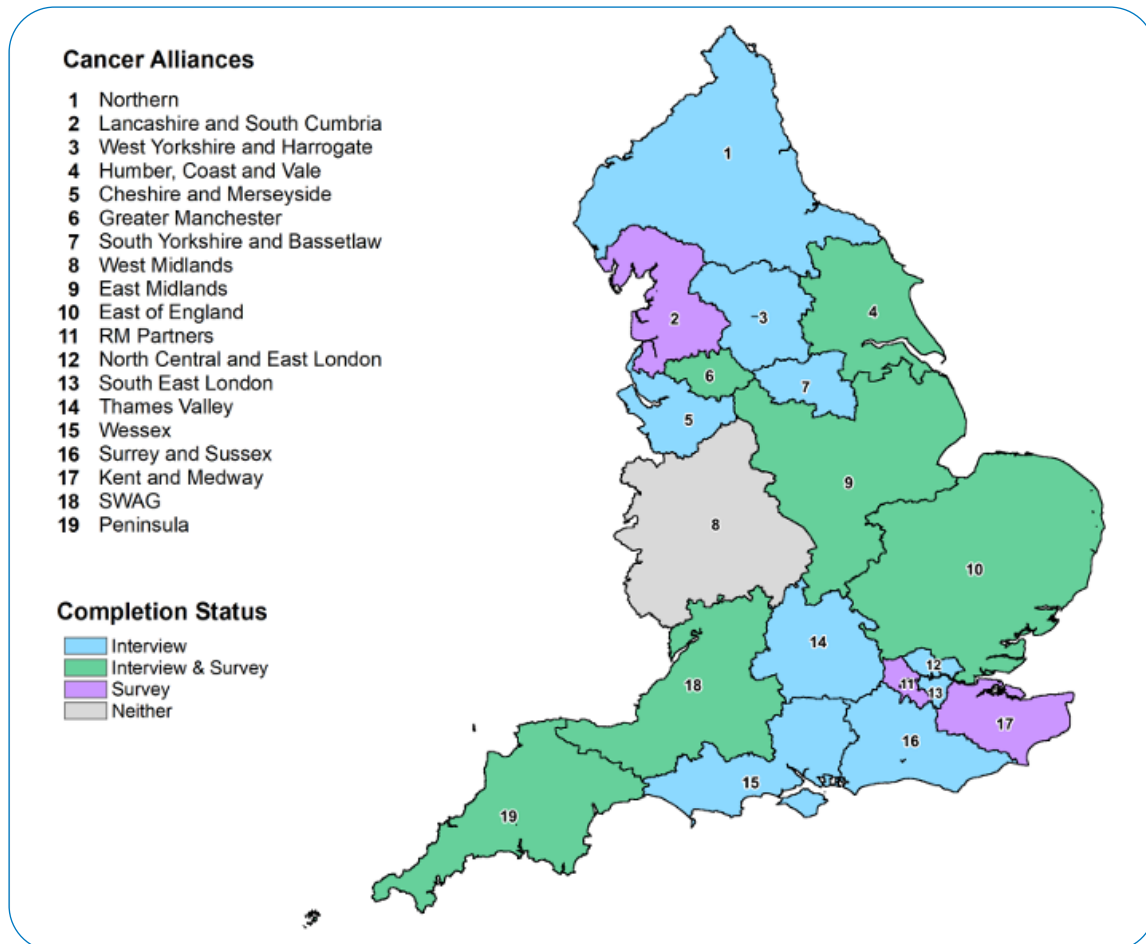 Cancer Alliances
1 Northern
2 Lancashire and South Cumbria
3 West Yorkshire and Harrogate
4 Humber, Coast and Vale
5 Cheshire and Merseyside
6 Greater Manchester
7 South Yorkshire and Bassetlaw
8 West Midlands
9 East Midlands
10 East of England
11 RM Partners
12 North Central and East London
13 South East London
14 Thames Valley
15 Wessex
16 Surrey and Sussex
17 Kent and Medway
18 SWAG
19 Peninsula
Completion Status
Interview
Interview & Survey
Survey
Neither
1
2
3
4
6
7
5
9
8
10
14
12
11
13
18
17
16
15
19